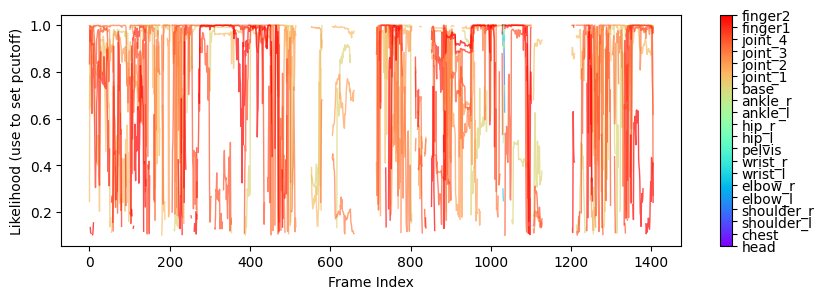 Likelihood (use to set pcutoff)
1.0
0.8
0.6
0.4
0.2
0
200
400
600
800
1000
1200
1400
Frame Index
finger2
finger1
joint_4
joint_3
joint_2
joint_1
base
ankle_r
ankle_l
hip_r
hip_l
pelvis
wrist_r
wrist_l
elbow_r
elbow_l
shoulder_r
shoulder_l
chest
head